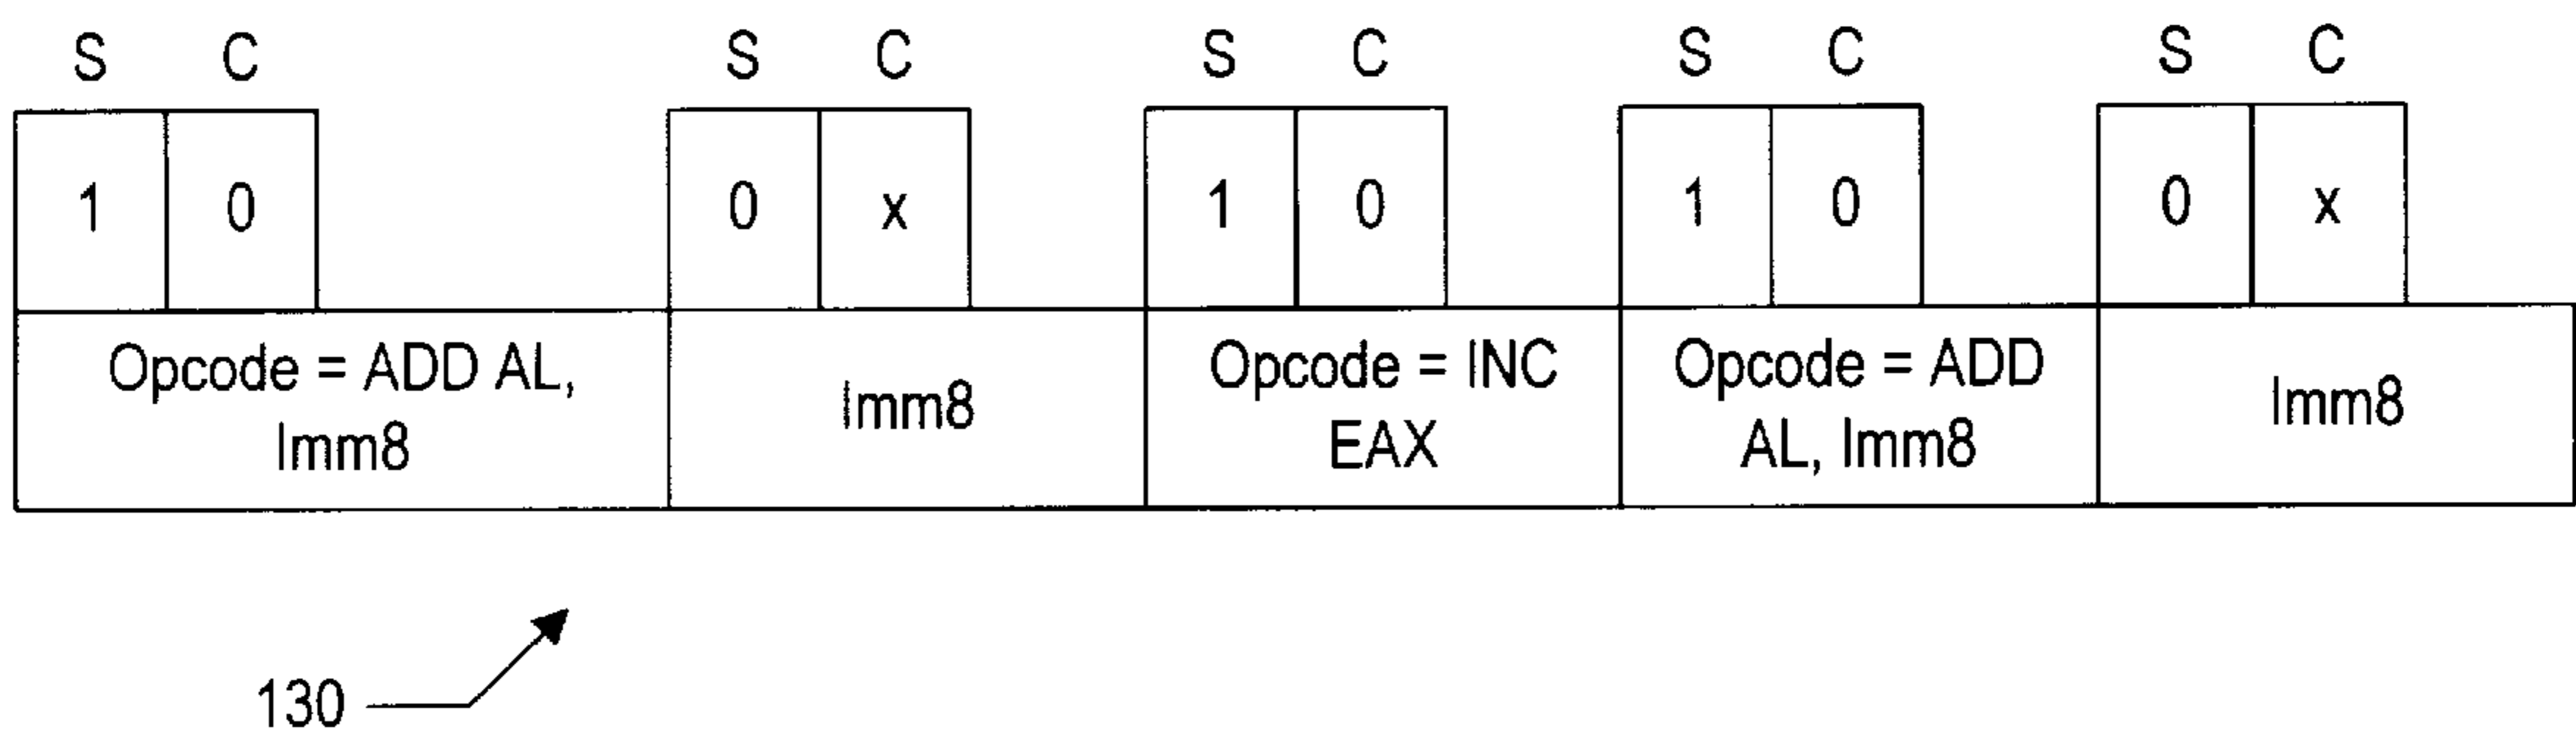 S C S C S C S C S C
1 0 0 x 1 0 1 0 0 x
Opcode = ADD AL,
Imm8
Imm8
Opcode = INC
EAX
Opcode = ADD
AL, Imm8
Imm8
130